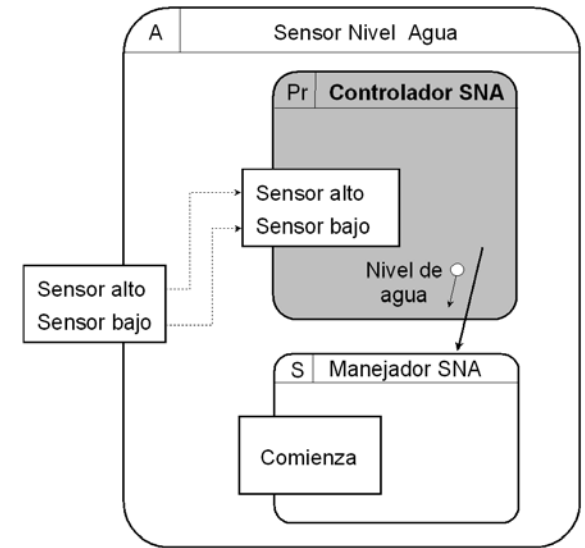 A
Sensor Nivel Agua
Pr
Controlador SNA
Sensor alto
Sensor bajo
Sensor alto
Sensor bajo
Nivel de
agua
S
Manejador SNA
Comienza